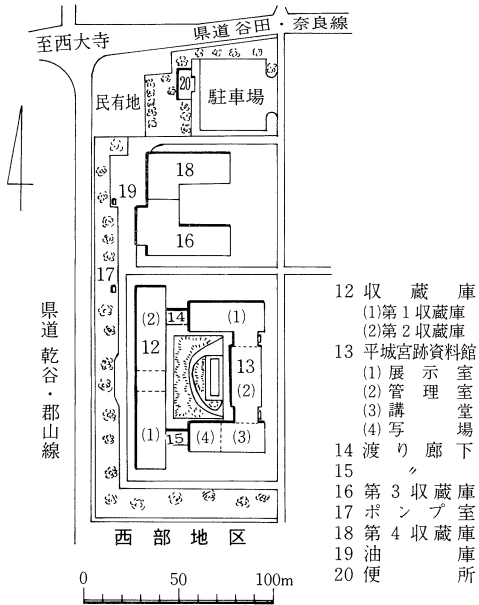 県道 谷田・奈良線
至西大寺
民有地
20
駐車場
18
19
16
17
県道 乾谷・郡山線
(2)
14
(1)
12
13
(2)
(1)
15
(4)
(3)
西部地区
0 50 100m
12 収蔵庫
(1)第1収蔵庫
(2)第2収蔵庫
13 平城宮跡資料館
(1)展示室
(2)管理室
(3)講堂
(4)写場
14 渡り廊下
15 〃
16 第3収蔵庫
17 ポンプ室
18 第4収蔵庫
19 油庫
20 便所